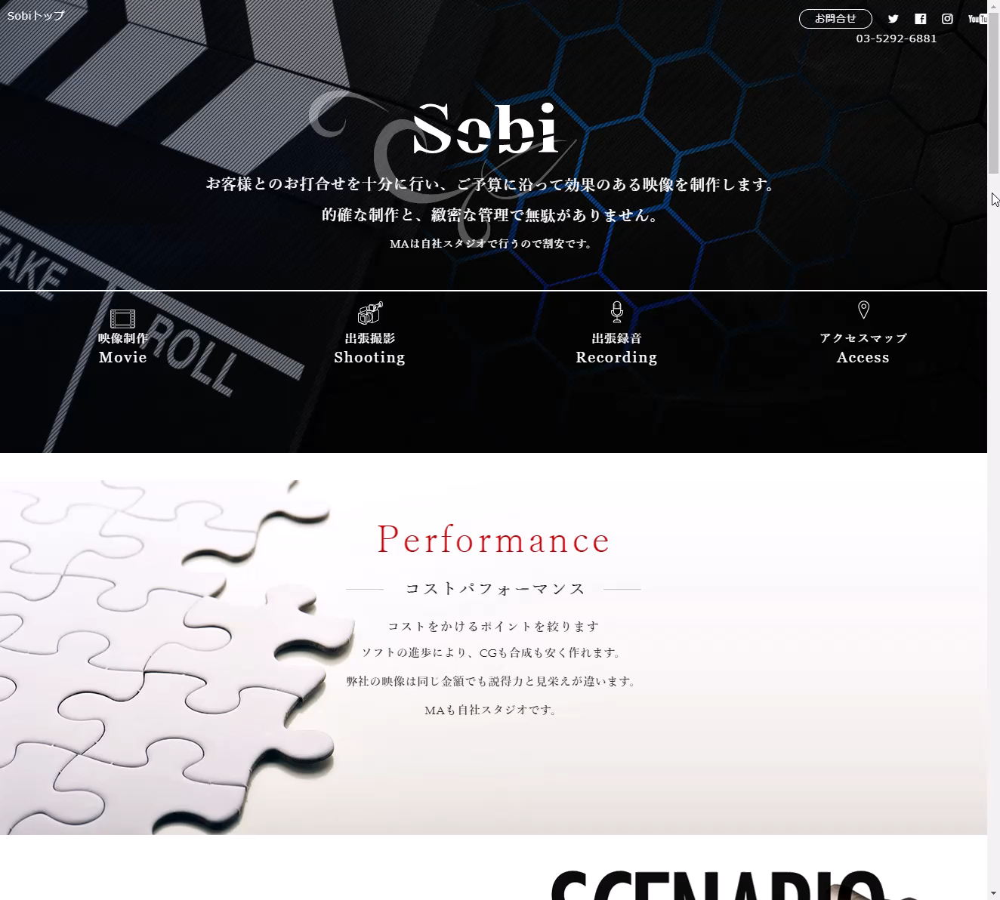 Sobiトップ
お問合せ
YouTu
03-5292-6881
Sobi
お客様とのお打合せを十分に行い、ご予算に沿って効果のある映像を制作します。
的確な制作と、緻密な管理で無駄がありません。
MAは自社スタジオで行うので割安です。
TAKE
ROLL
映像制作
Movie
出張撮影
Shooting
出張録音
Recording
アクセスマップ
Access
Performance
コストパフォーマンス
コストをかけるポイントを絞ります
ソフトの進歩により、CGも合成も安く作れます。
弊社の映像は同じ金額でも説得力と見栄えが違います。
MAも自社スタジオです。
SCENARIO